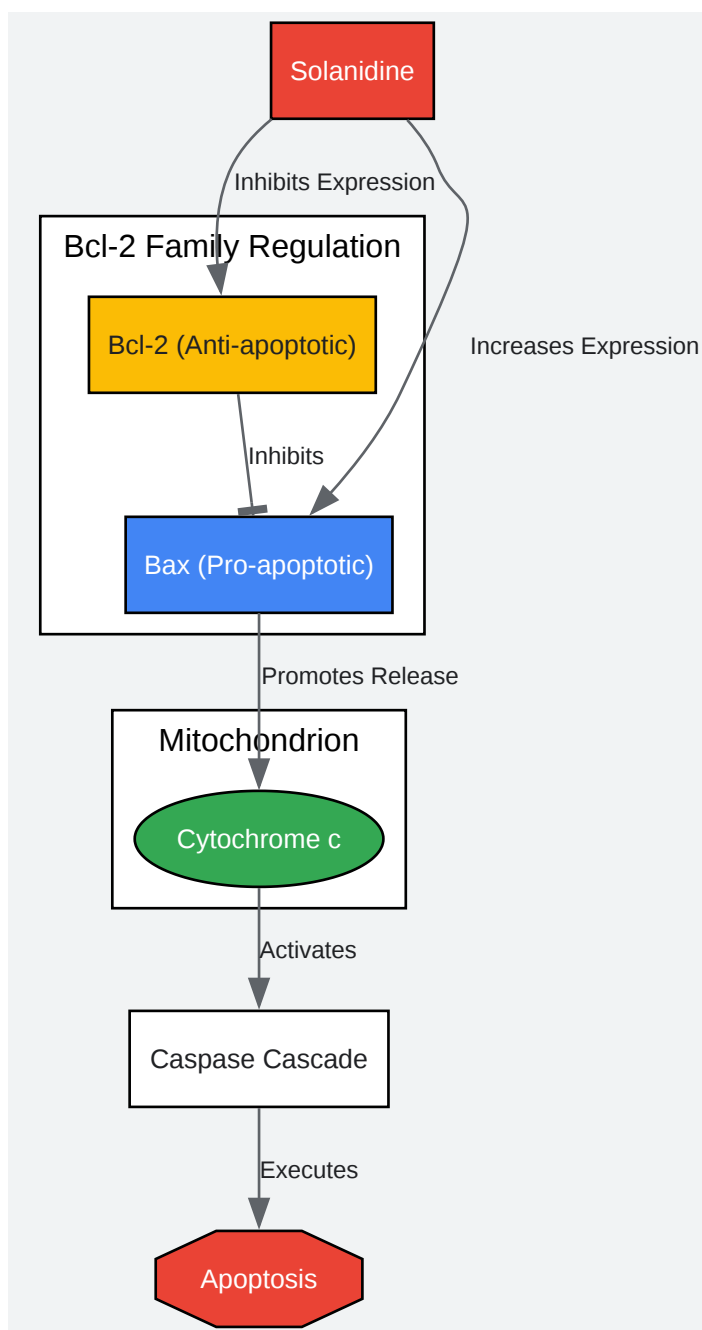 Solanidine
Inhibits Expression
Bcl-2 Family Regulation
Bcl-2 (Anti-apoptotic)
Increases Expression
Inhibits
Bax (Pro-apoptotic)
Promotes Release
Mitochondrion
Cytochrome c
Activates
Caspase Cascade
Executes
Apoptosis